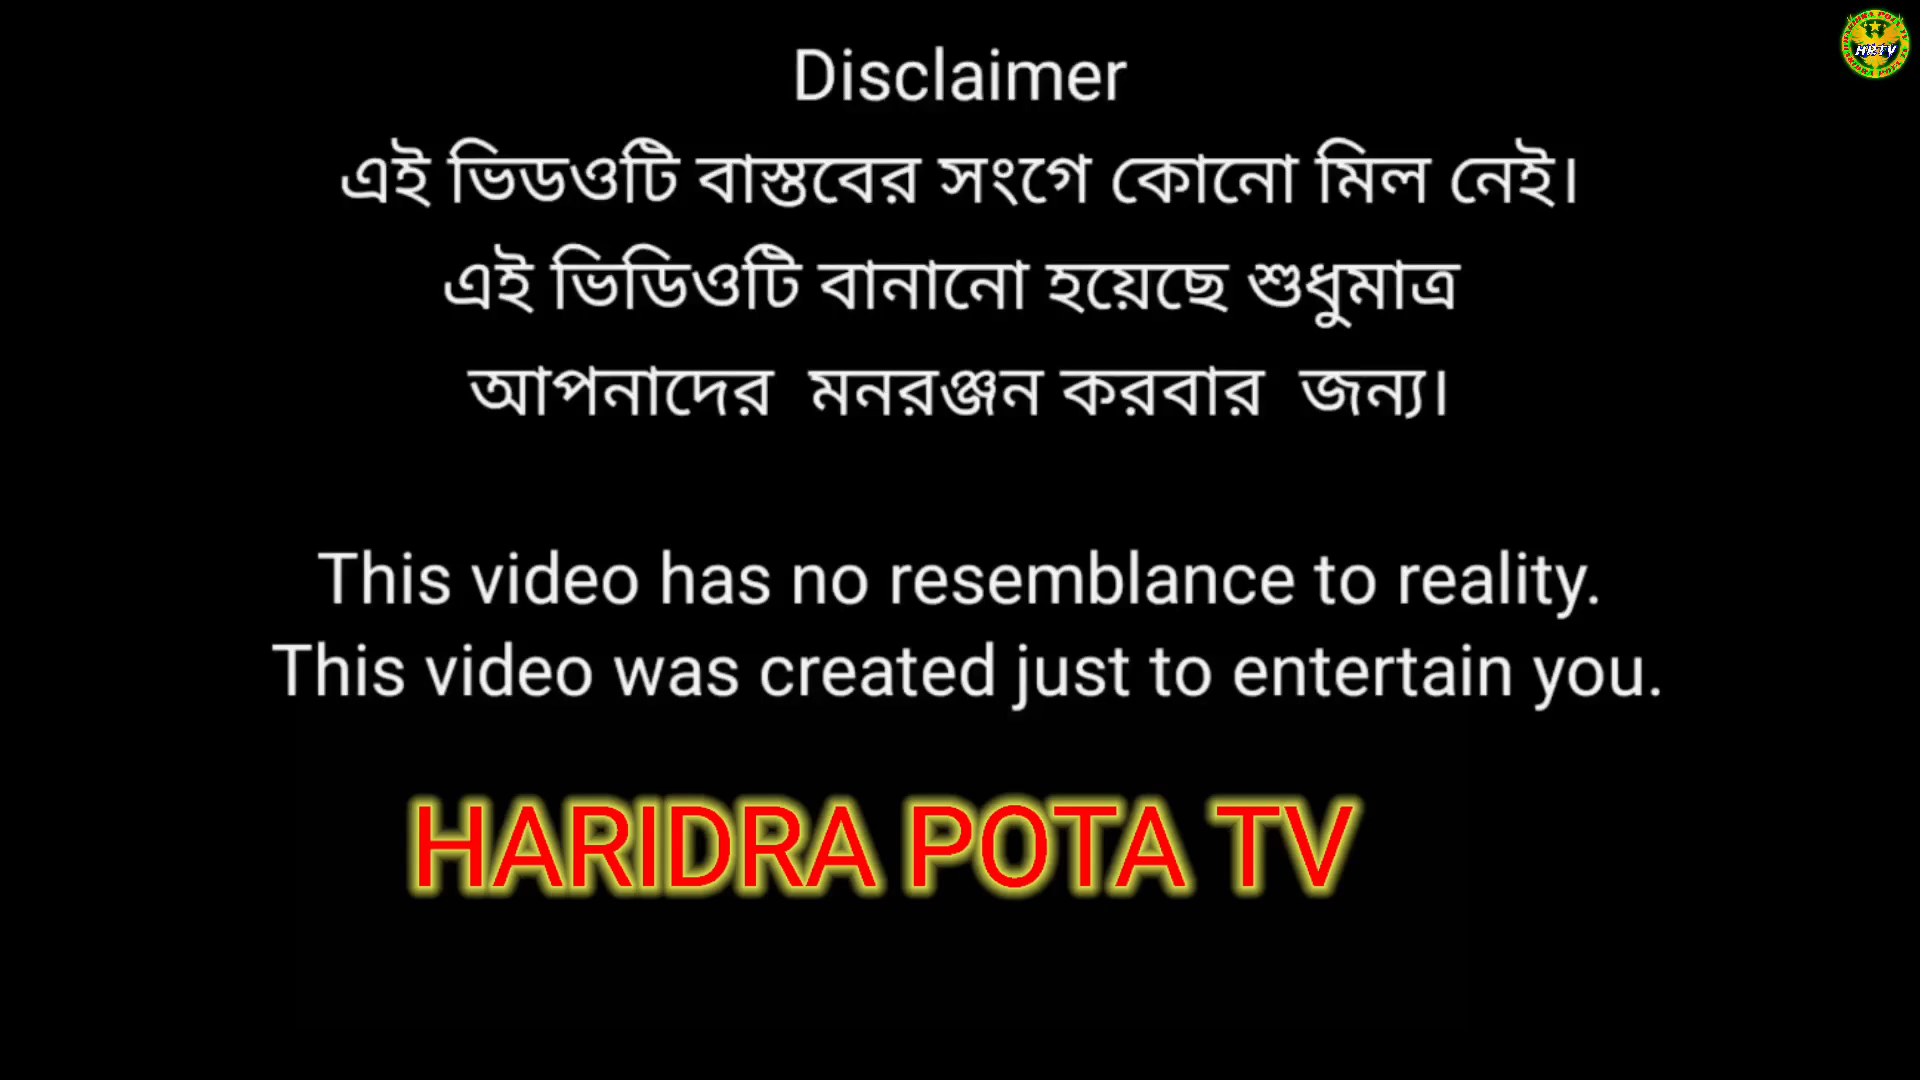 Disclaimer
এই ভিডওটি বাস্তবের সংগে কোনো মিল নেই।
এই ভিডিওটি বানানো হয়েছে শুধুমাত্র
আপনাদের মনরঞ্জন করবার জন্য।
This video has no resemblance to reality.
This video was created just to entertain you.
HARIDRA POTA TV
HRTV